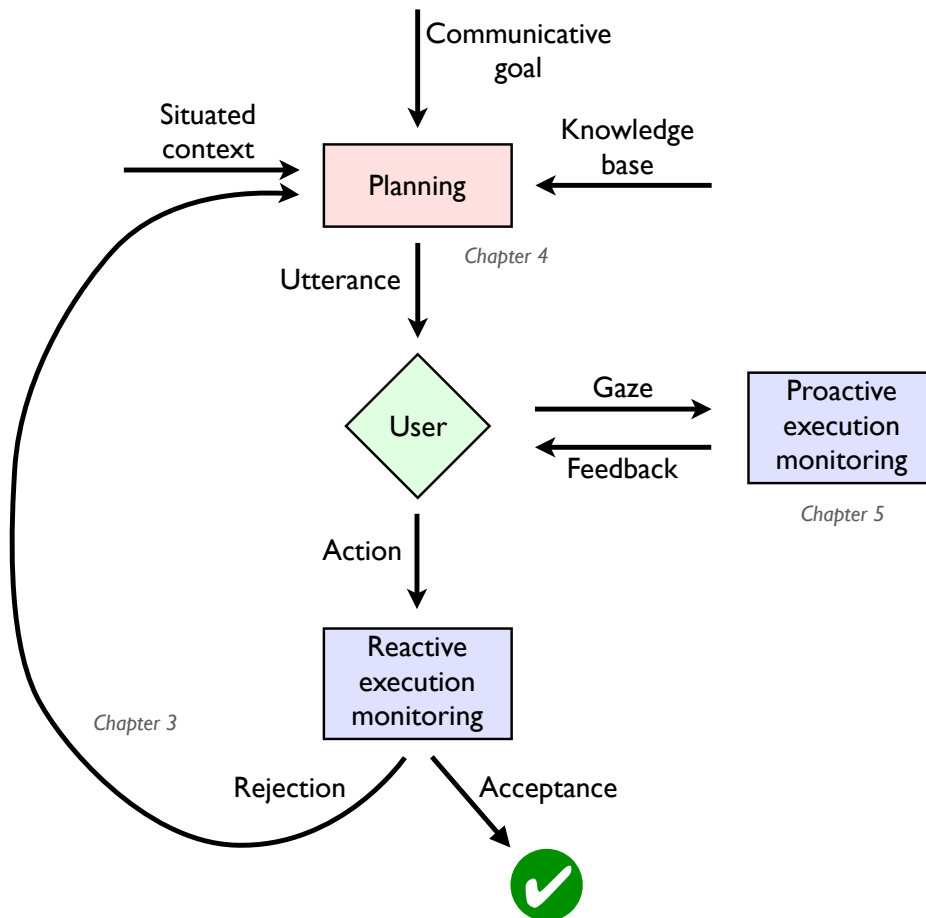 Communicative
goal
Situated
context
Knowledge
base
Planning
Chapter 4
Utterance
User
Gaze
Feedback
Proactive
execution
monitoring
Chapter 5
Action
Reactive
execution
monitoring
Chapter 3
Rejection
Acceptance